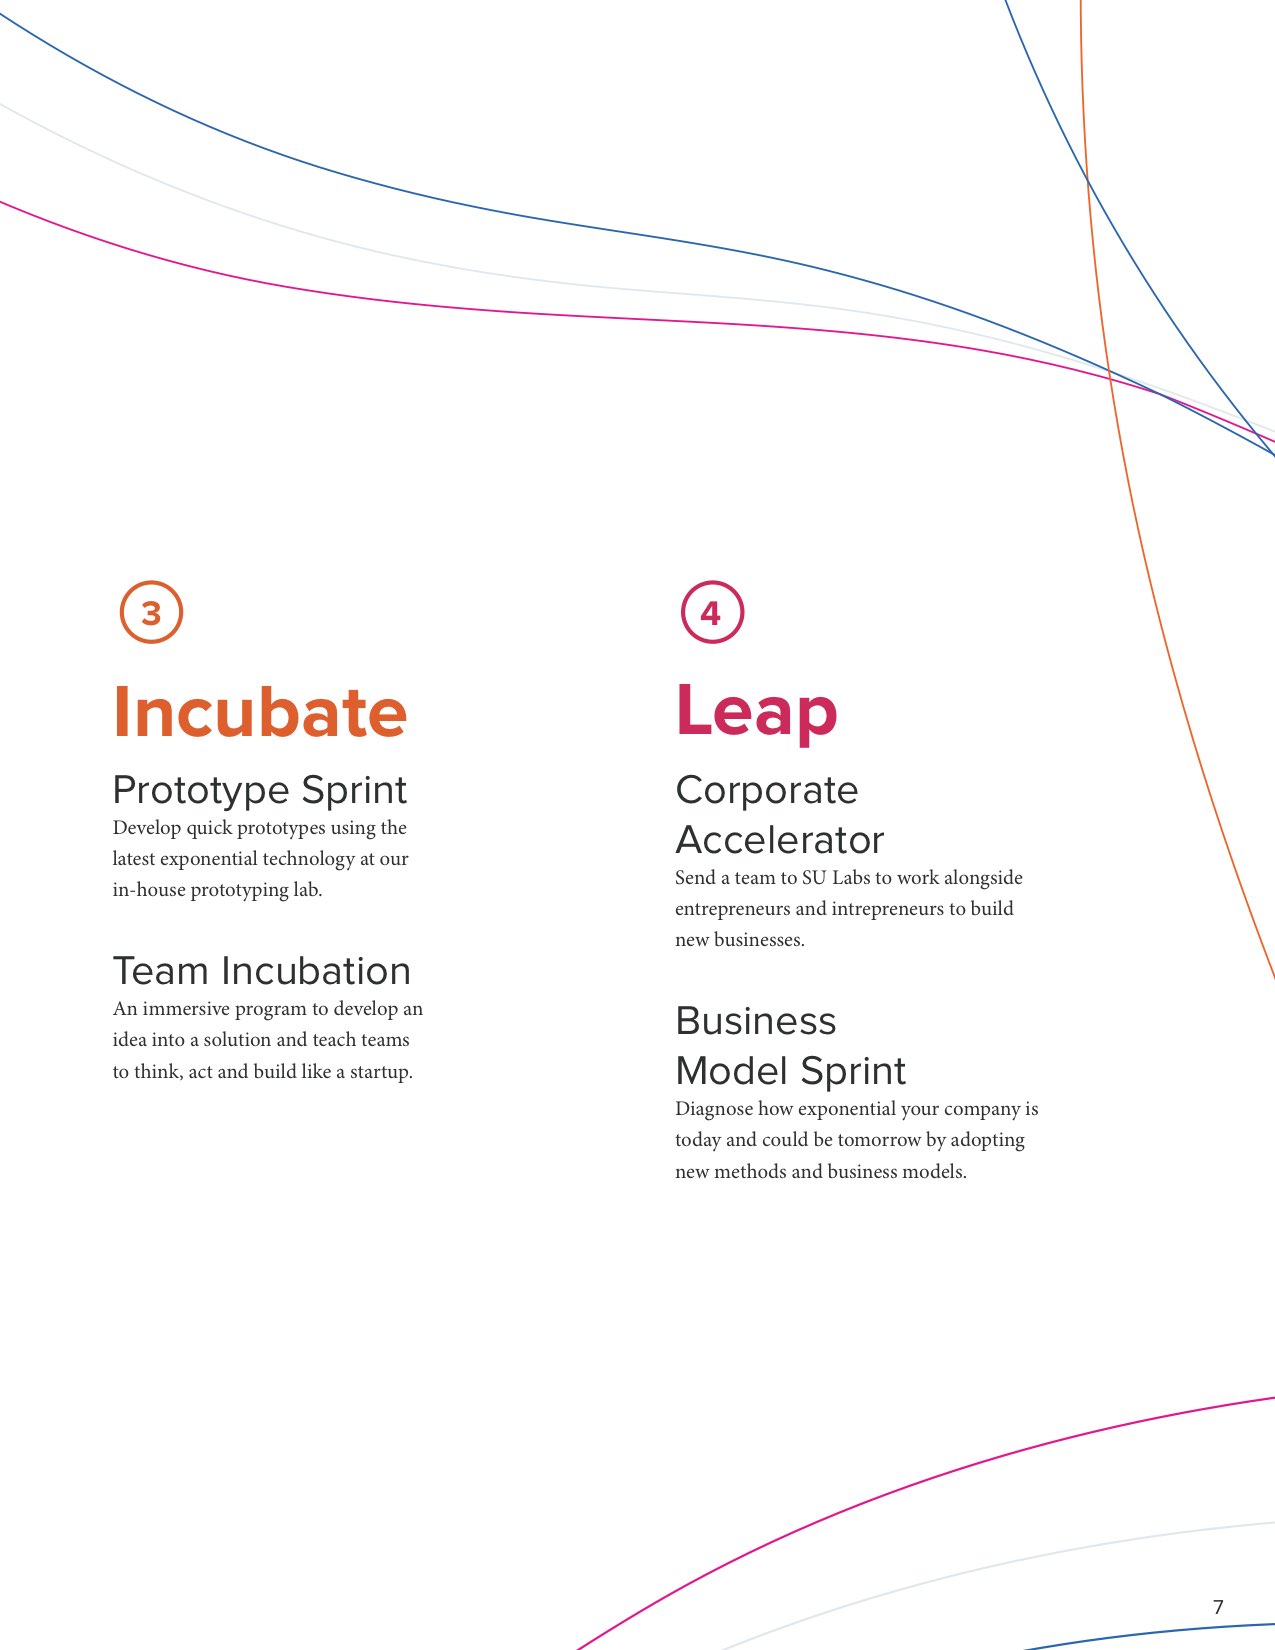 3
Incubate
Prototype Sprint
Develop quick prototypes using the
latest exponential technology at our
in-house prototyping lab.
Team Incubation
An immersive program to develop an
idea into a solution and teach teams
to think, act and build like a startup.
4
Leap
Corporate
Accelerator
Send a team to SU Labs to work alongside
entrepreneurs and intrepreneurs to build
new businesses.
Business
Model Sprint
Diagnose how exponential your company is
today and could be tomorrow by adopting
new methods and business models.
7